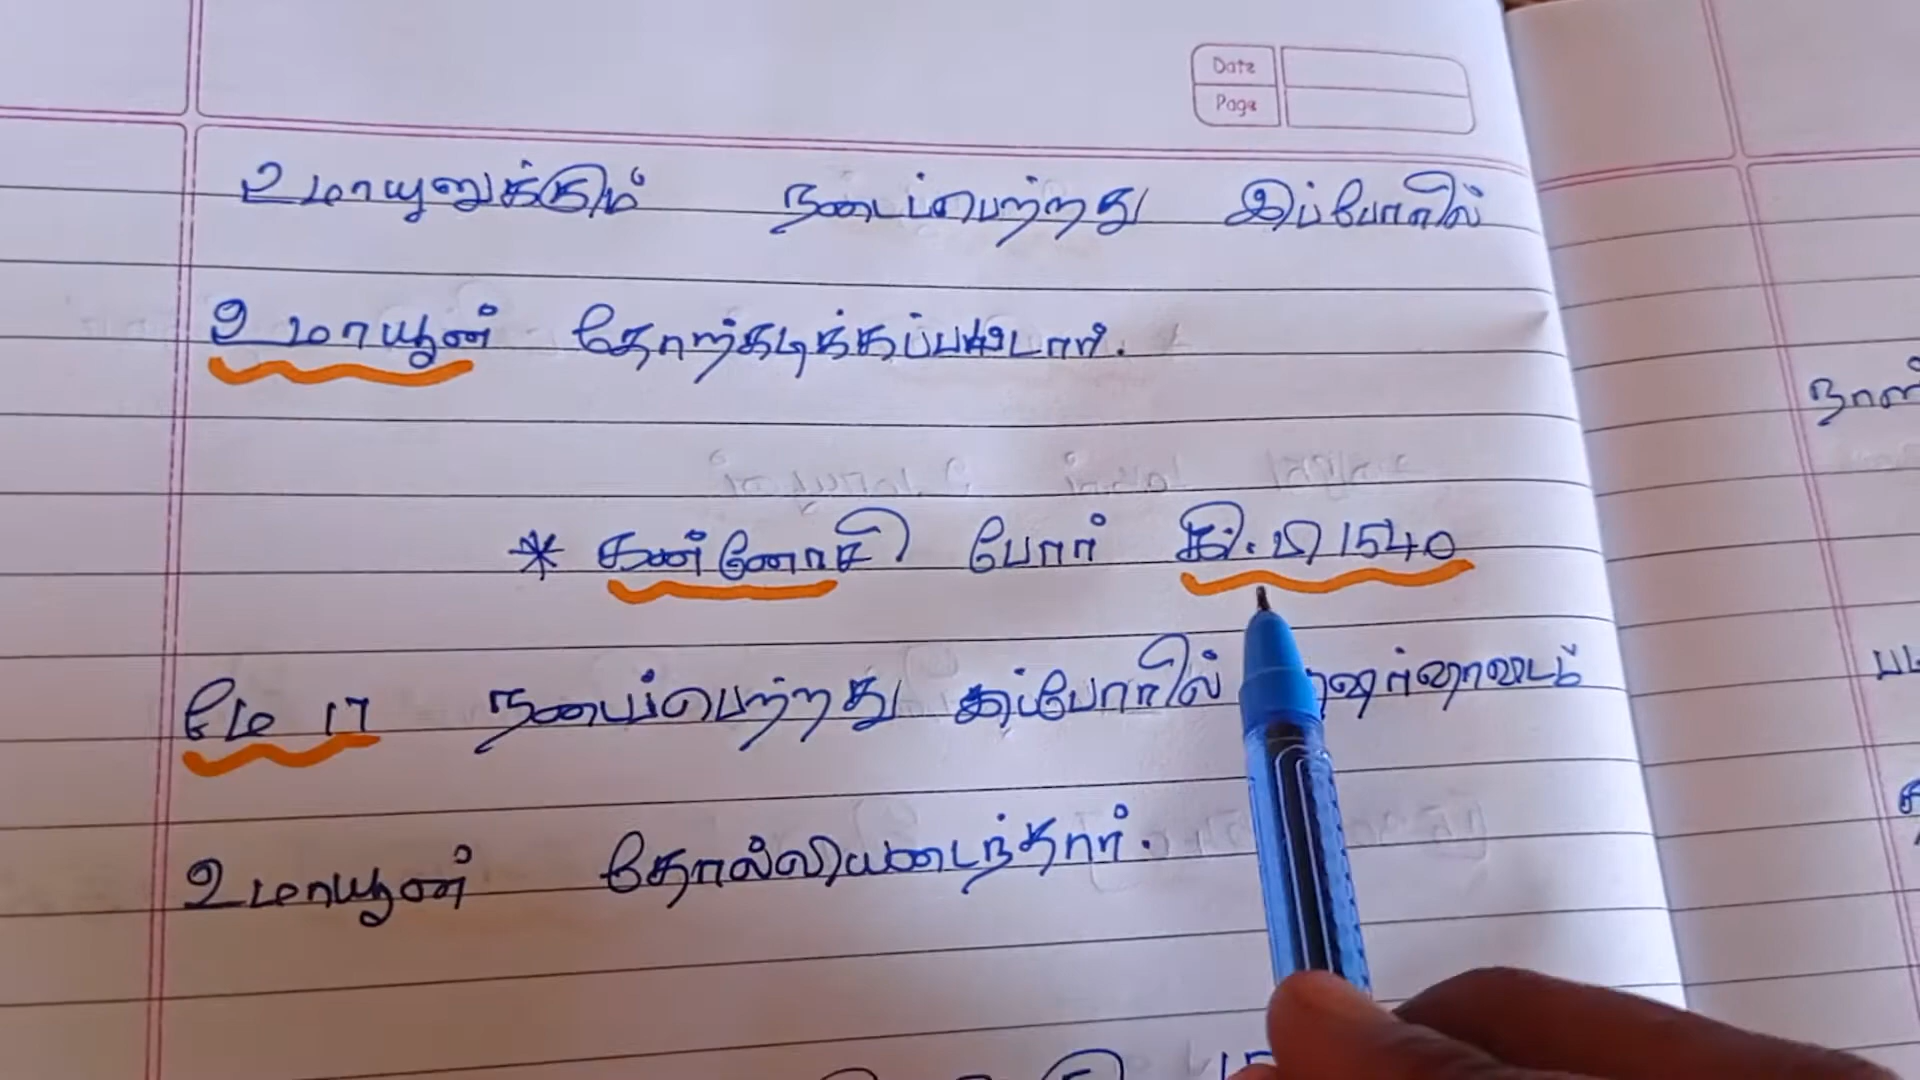 Date
Page
உமாயூனுக்கும் நடைப்பெற்றது இப்போரில்
உமாயூன் தோற்கடிக்கப்பட்டார்.
* கன்னோசி போர் கி.பி 1540
மே 17 நடைப்பெற்றது இப்போரில்
உமாயூன் தோல்வியடைந்தார்.